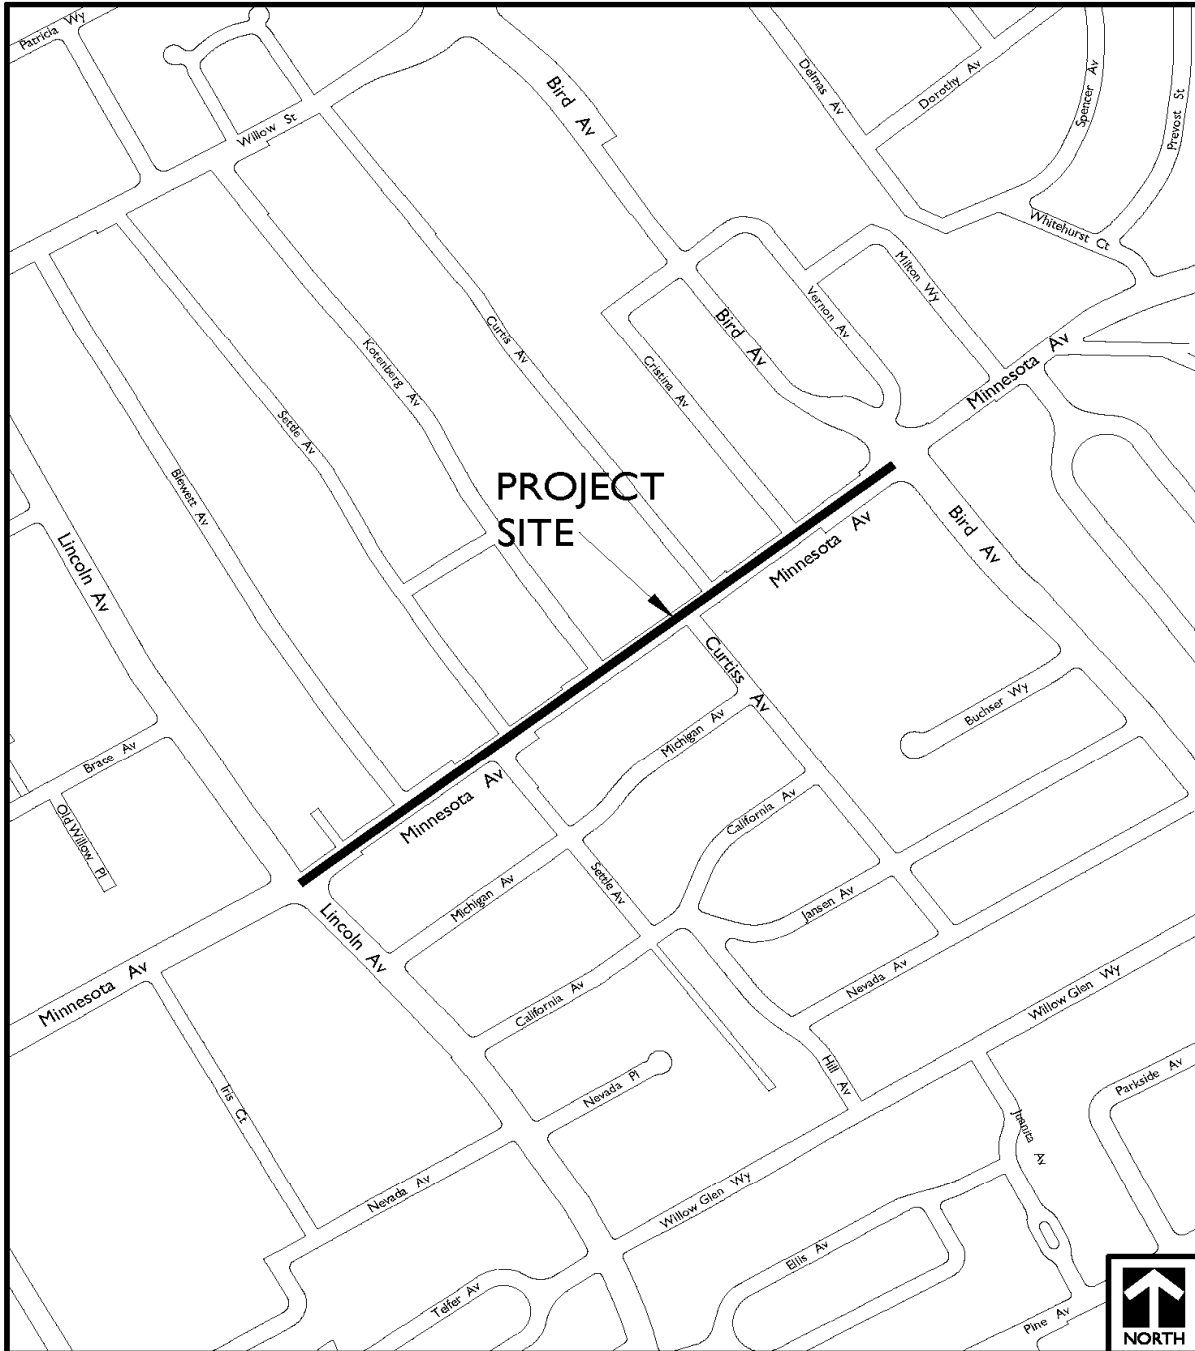 Patricia Wy
Willow St
Bird Av
Delmas Av
Dorothy Av
Spencer Av
Prevost St
Whitehurst Ct
Milton Wy
Vernon Av
Bird Av
Minnesota Av
Curtis Av
Kotenberg Av
Cristina Av
Settle Av
Blewett Av
PROJECT
SITE
Lincoln Av
Minnesota Av
Bird Av
Curtiss Av
Buchser Wy
Michigan Av
Brace Av
Old Willow Pl
Minnesota Av
California Av
Settle Av
Michigan Av
Jansen Av
Lincoln Av
Minnesota Av
Nevada Av
Willow Glen Wy
California Av
Hill Av
Nevada Pl
Iris Ct
Parkside Av
Juanita Av
Nevada Av
Willow Glen Wy
Ellis Av
Telfer Av
Pine Av
NORTH